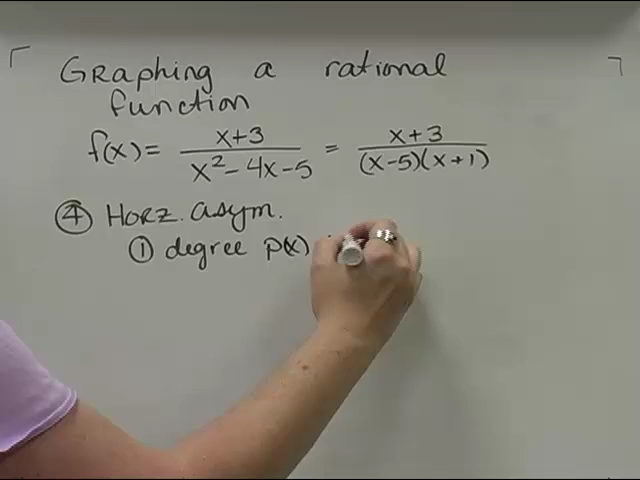 Graphing a rational
function
f(x) = x+3 / x² - 4x - 5 = x+3 / (x-5)(x+1)
④ Horz. asym.
① degree p(x)